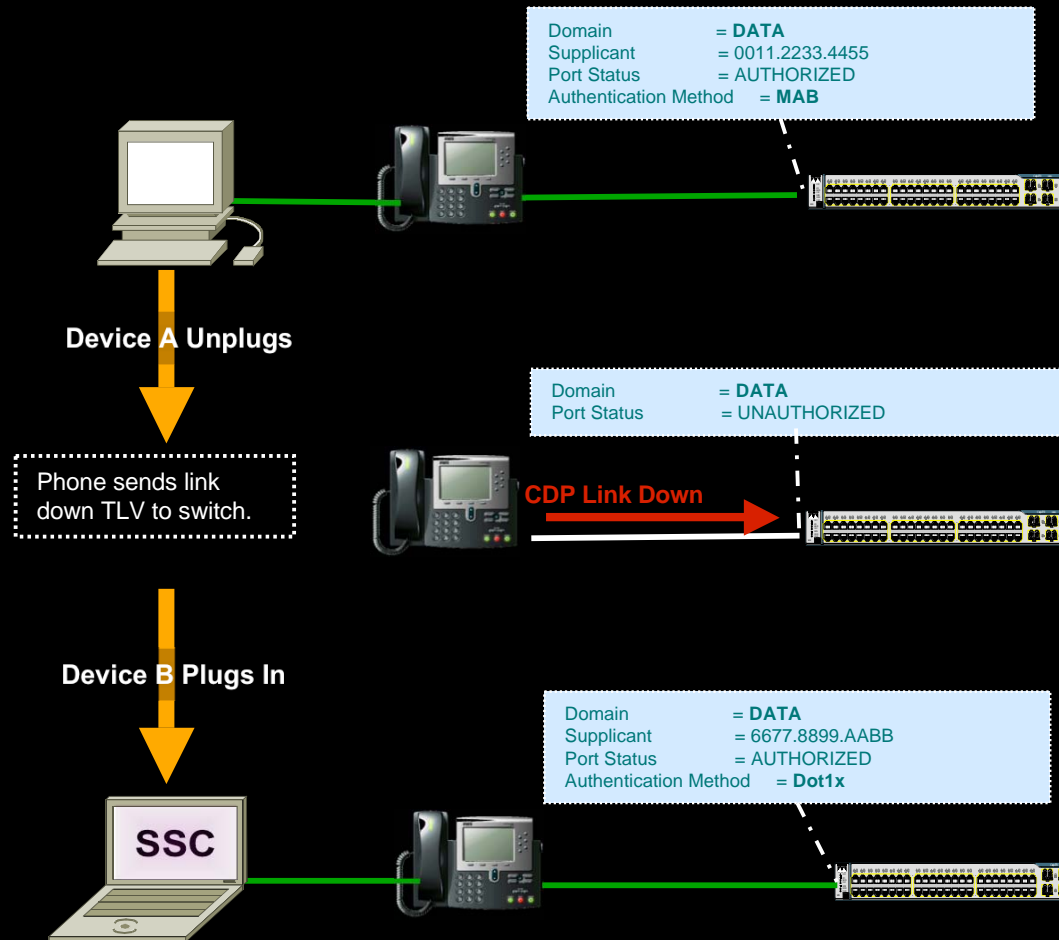 Domain = DATA
Supplicant = 0011.2233.4455
Port Status = AUTHORIZED
Authentication Method = MAB
Device A Unplugs
Domain = DATA
Port Status = UNAUTHORIZED
Phone sends link
down TLV to switch.
CDP Link Down
Device B Plugs In
Domain = DATA
Supplicant = 6677.8899.AABB
Port Status = AUTHORIZED
Authentication Method = Dot1x
SSC